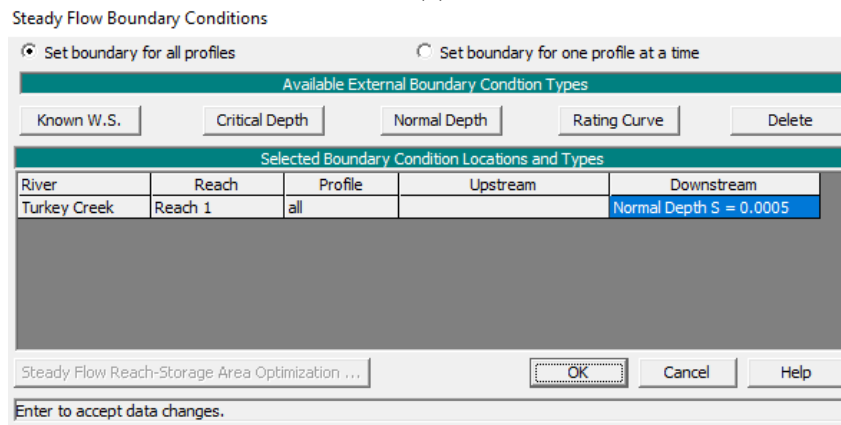 Steady Flow Boundary Conditions
Set boundary for all profiles Set boundary for one profile at a time
Available External Boundary Condtion Types
Known W.S. Critical Depth Normal Depth Rating Curve Delete
Selected Boundary Condition Locations and Types
River Reach Profile Upstream Downstream
Turkey Creek Reach 1 all Normal Depth S = 0.0005
Steady Flow Reach-Storage Area Optimization ... OK Cancel Help
Enter to accept data changes.